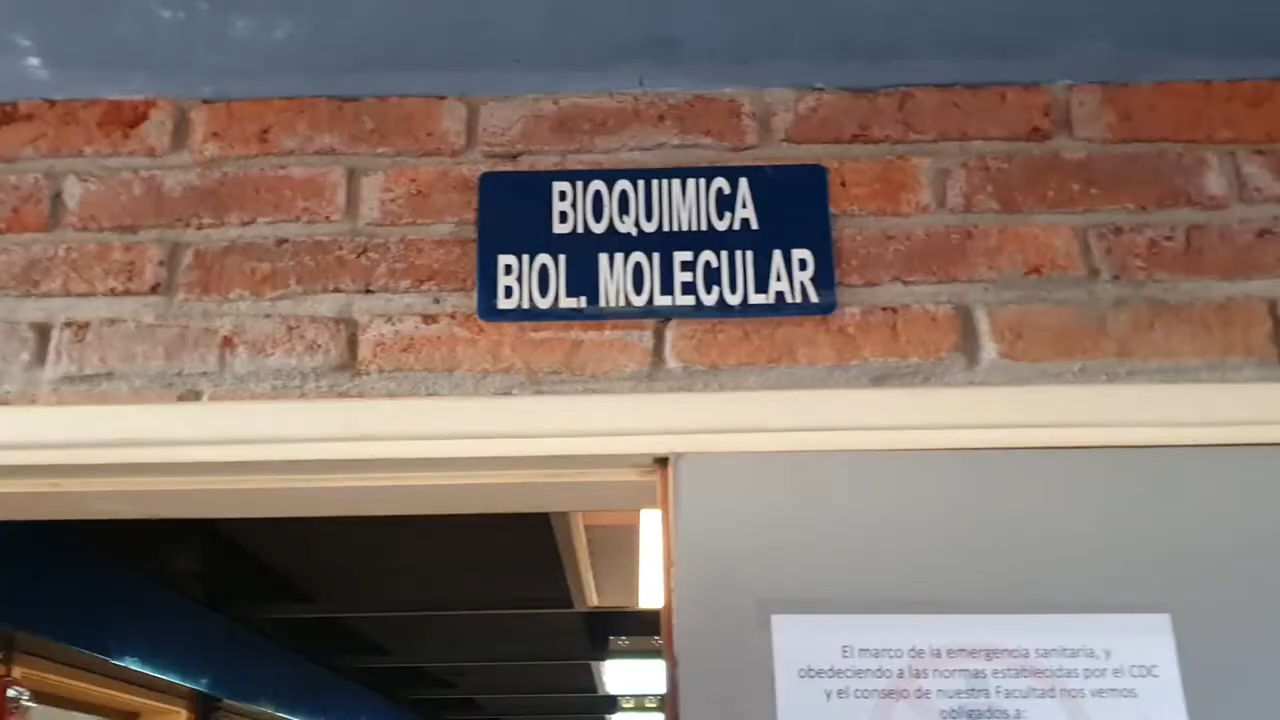 BIOQUIMICA
BIOL. MOLECULAR
El marco de la emergencia sanitaria, y
obedeciendo a las normas establecidas por el CDC
y el consejo de nuestra Facultad nos vemos
obligados a: